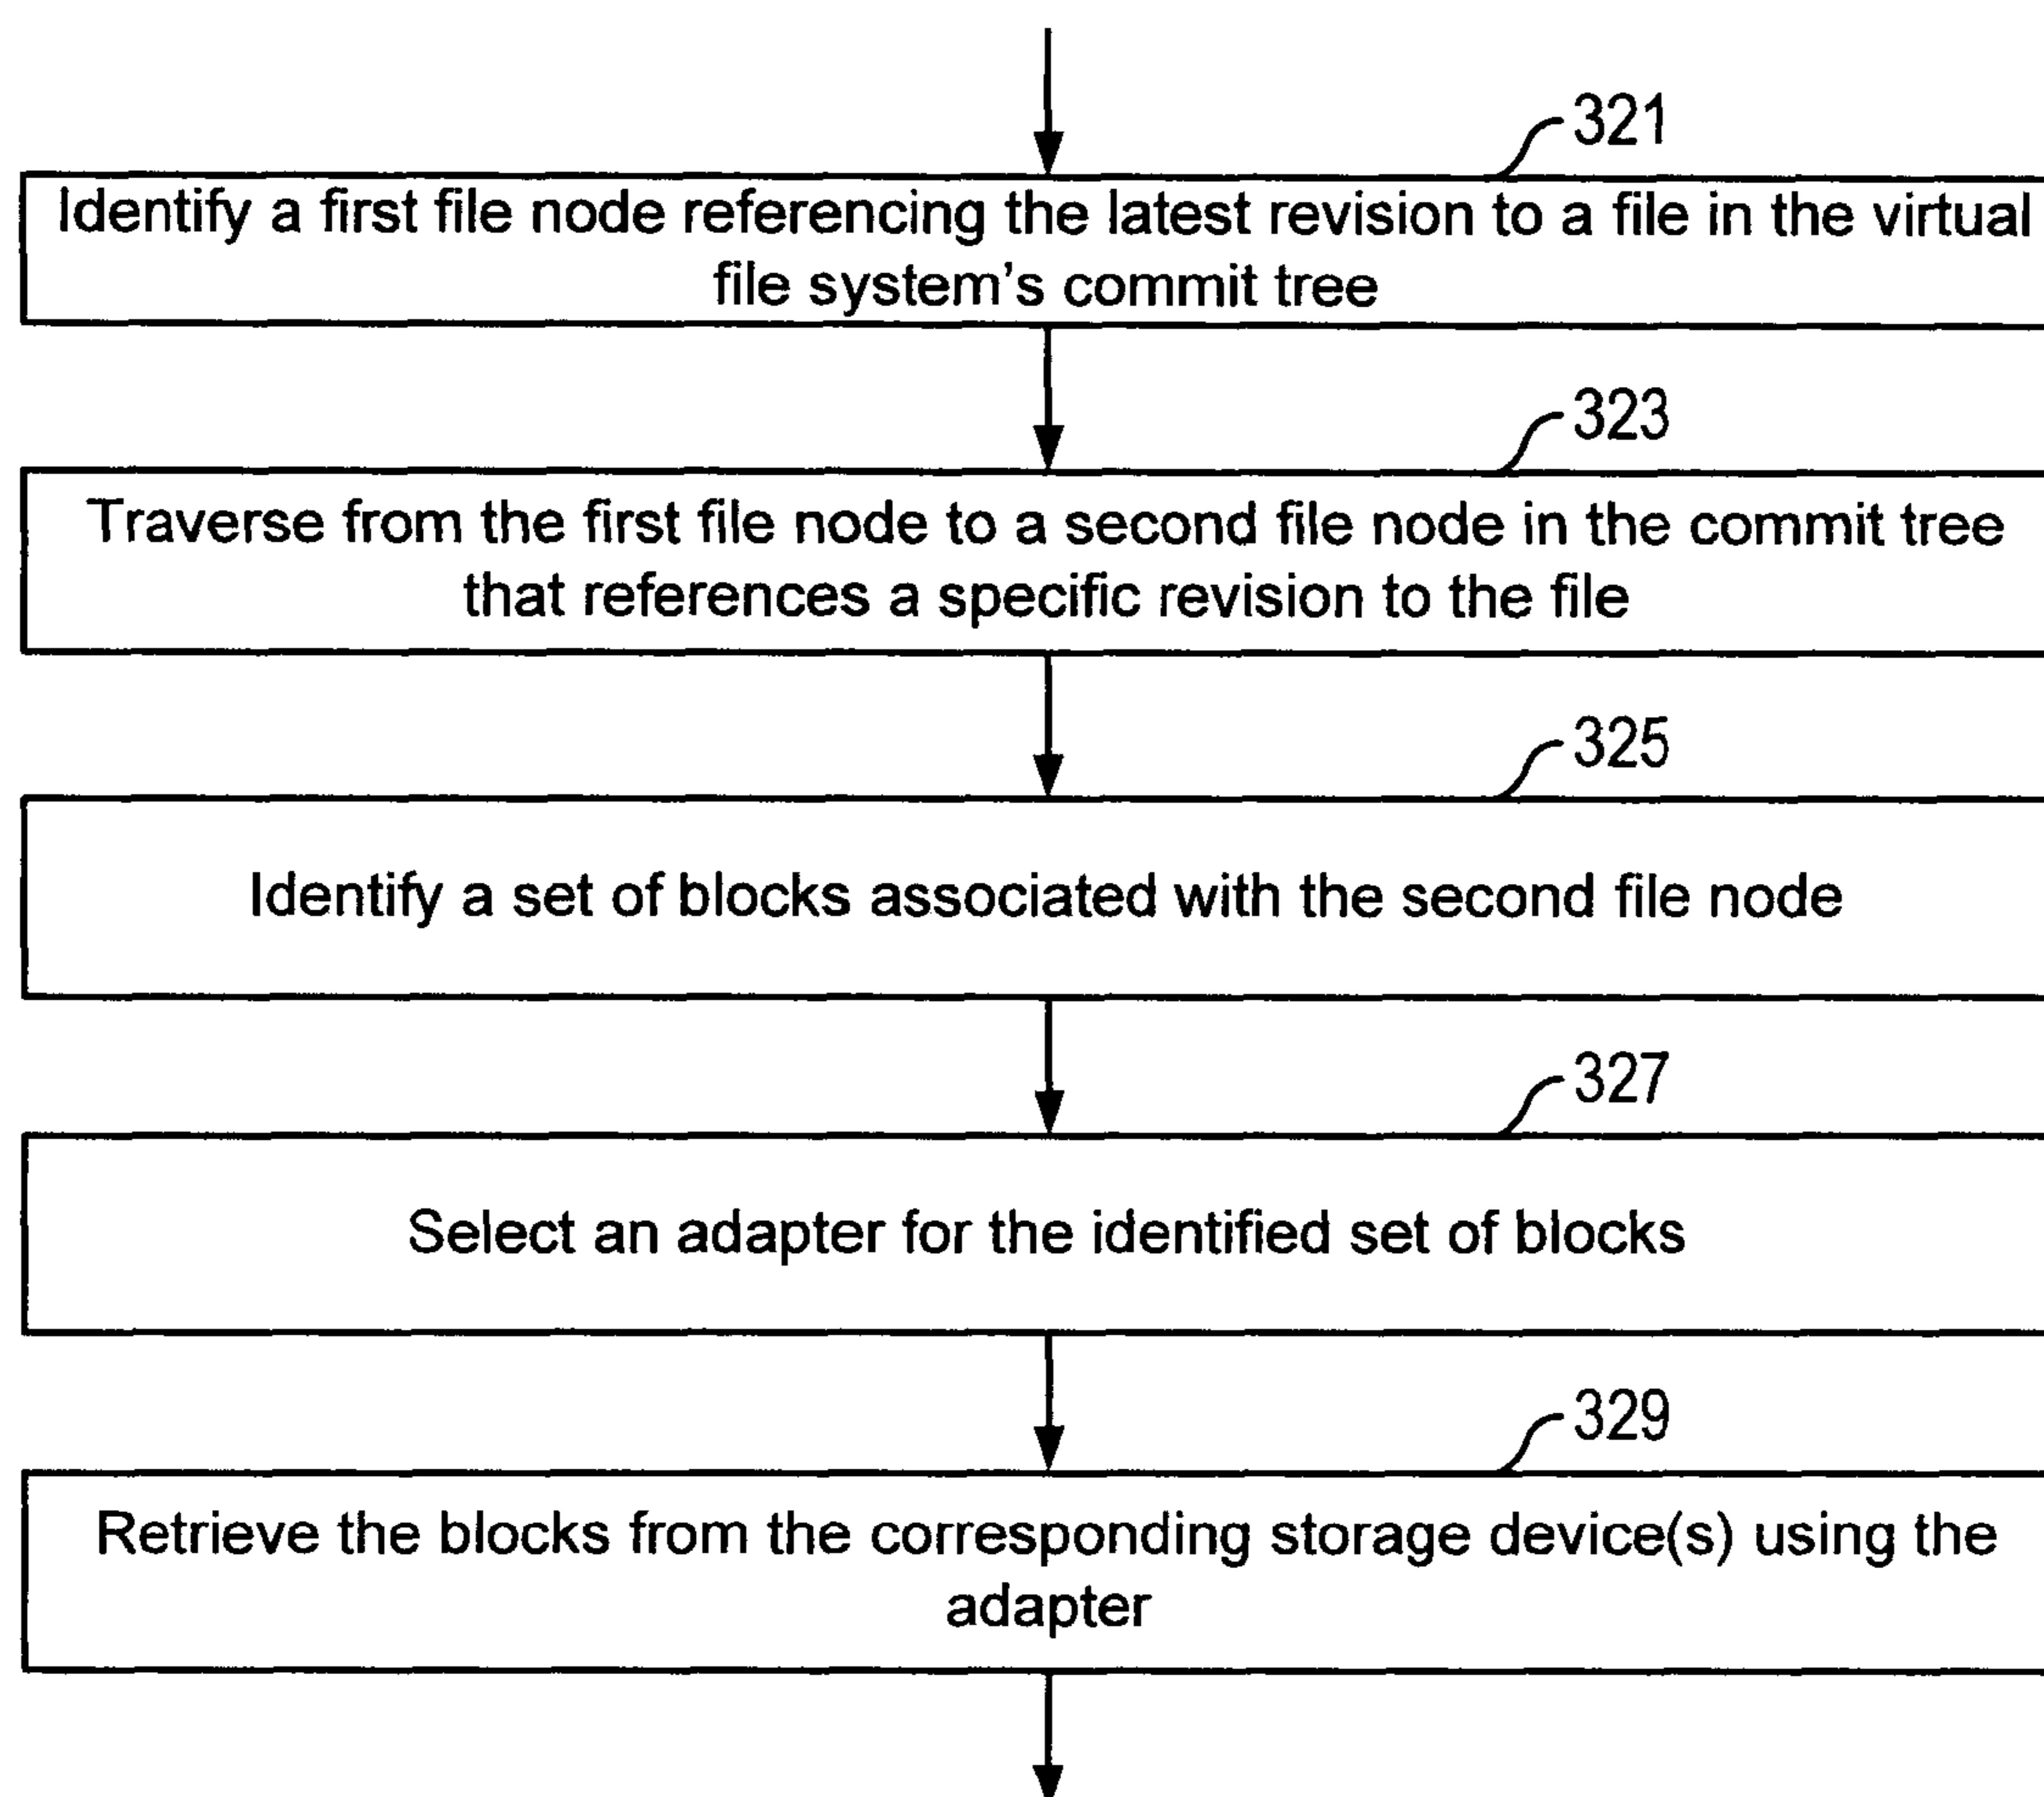 321
Identify a first file node referencing the latest revision to a file in the virtual
file system's commit tree
323
Traverse from the first file node to a second file node in the commit tree
that references a specific revision to the file
325
Identify a set of blocks associated with the second file node
327
Select an adapter for the identified set of blocks
329
Retrieve the blocks from the corresponding storage device(s) using the
adapter